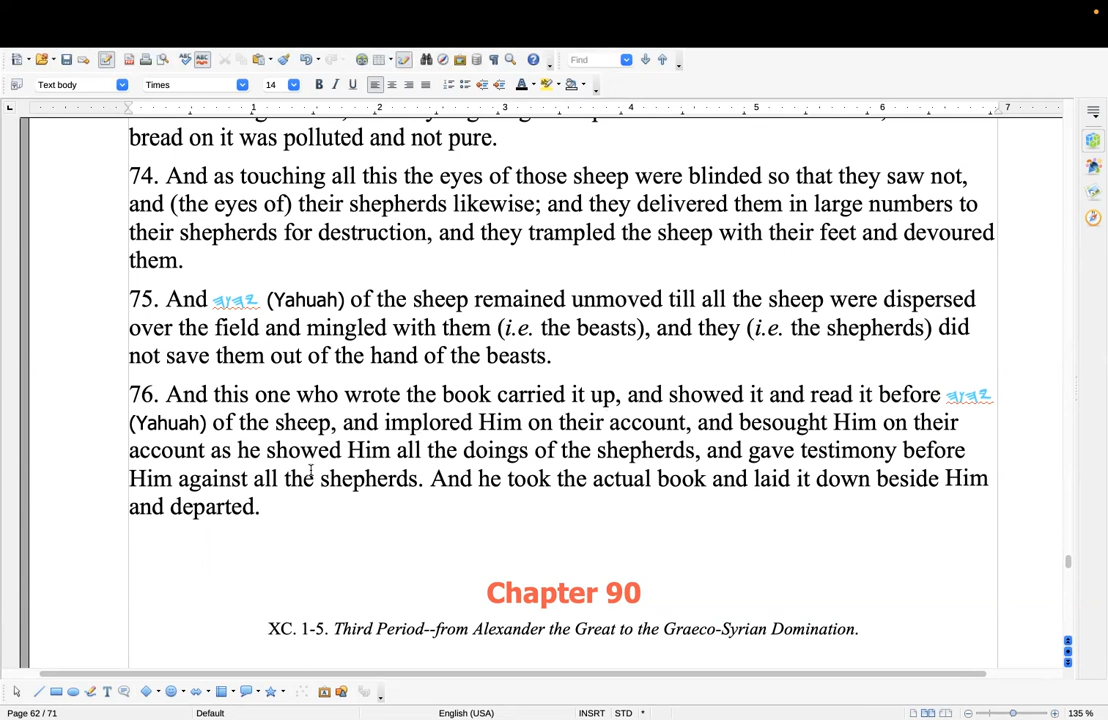 Find
Text body Times 14 B I U
1 2 3 4 5 6 7
bread on it was polluted and not pure.
74. And as touching all this the eyes of those sheep were blinded so that they saw not,
and (the eyes of) their shepherds likewise; and they delivered them in large numbers to
their shepherds for destruction, and they trampled the sheep with their feet and devoured
them.
75. And 𐤉𐤄𐤅𐤄 (Yahuah) of the sheep remained unmoved till all the sheep were dispersed
over the field and mingled with them (i.e. the beasts), and they (i.e. the shepherds) did
not save them out of the hand of the beasts.
76. And this one who wrote the book carried it up, and showed it and read it before 𐤉𐤄𐤅𐤄
(Yahuah) of the sheep, and implored Him on their account, and besought Him on their
account as he showed Him all the doings of the shepherds, and gave testimony before
Him against all the shepherds. And he took the actual book and laid it down beside Him
and departed.
Chapter 90
XC. 1-5. Third Period--from Alexander the Great to the Graeco-Syrian Domination.
Page 62 / 71 Default English (USA) INSRT STD * 135 %